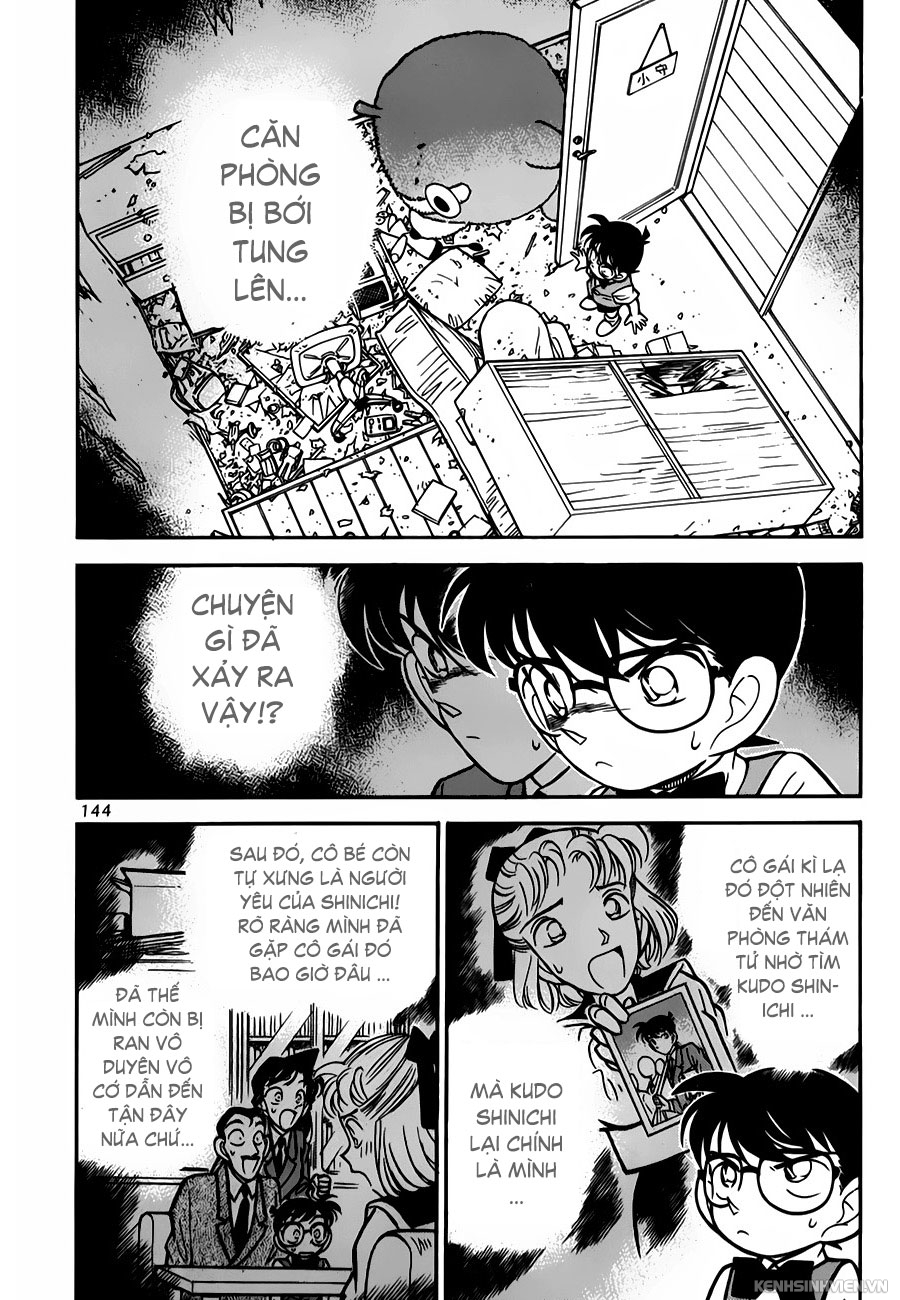 小守
CĂN
PHÒNG
BỊ BỚI
TUNG
LÊN...
CHUYỆN
GÌ ĐÃ
XẢY RA
VẬY!?
144
CÔ GÁI KÌ LẠ
ĐÓ ĐỘT NHIÊN
ĐẾN VĂN
PHÒNG THÁM
TỬ NHỜ TÌM
KUDO SHIN-
ICHI ...
MÀ KUDO
SHINICHI
LẠI CHÍNH
LÀ MÌNH
...
SAU ĐÓ, CÔ BÉ CÒN
TỰ XƯNG LÀ NGƯỜI
YÊU CỦA SHINICHI!
RÕ RÀNG MÌNH ĐÃ
GẶP CÔ GÁI ĐÓ
BAO GIỜ ĐÂU ...
ĐÃ THẾ
MÌNH CÒN BỊ
RAN VÔ
DUYÊN VÔ
CỚ DẪN ĐẾN
TẬN ĐÂY
NỮA CHỨ...
KENHSINHVIEN.VN